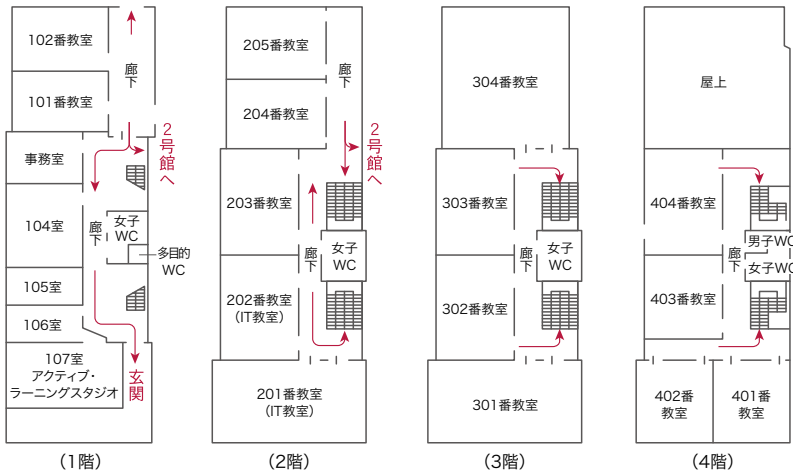 102番教室
廊下
101番教室
2号館へ
事務室
104室
廊下
女子
WC
多目的
WC
105室
106室
107室
アクティブ・
ラーニングスタジオ
玄関
（1階）
205番教室
廊下
204番教室
2号館へ
203番教室
廊下
女子
WC
202番教室
（IT教室）
201番教室
（IT教室）
（2階）
304番教室
303番教室
廊下
女子
WC
302番教室
301番教室
（3階）
屋上
404番教室
廊下
男子WC
女子WC
403番教室
402番
教室
401番
教室
（4階）